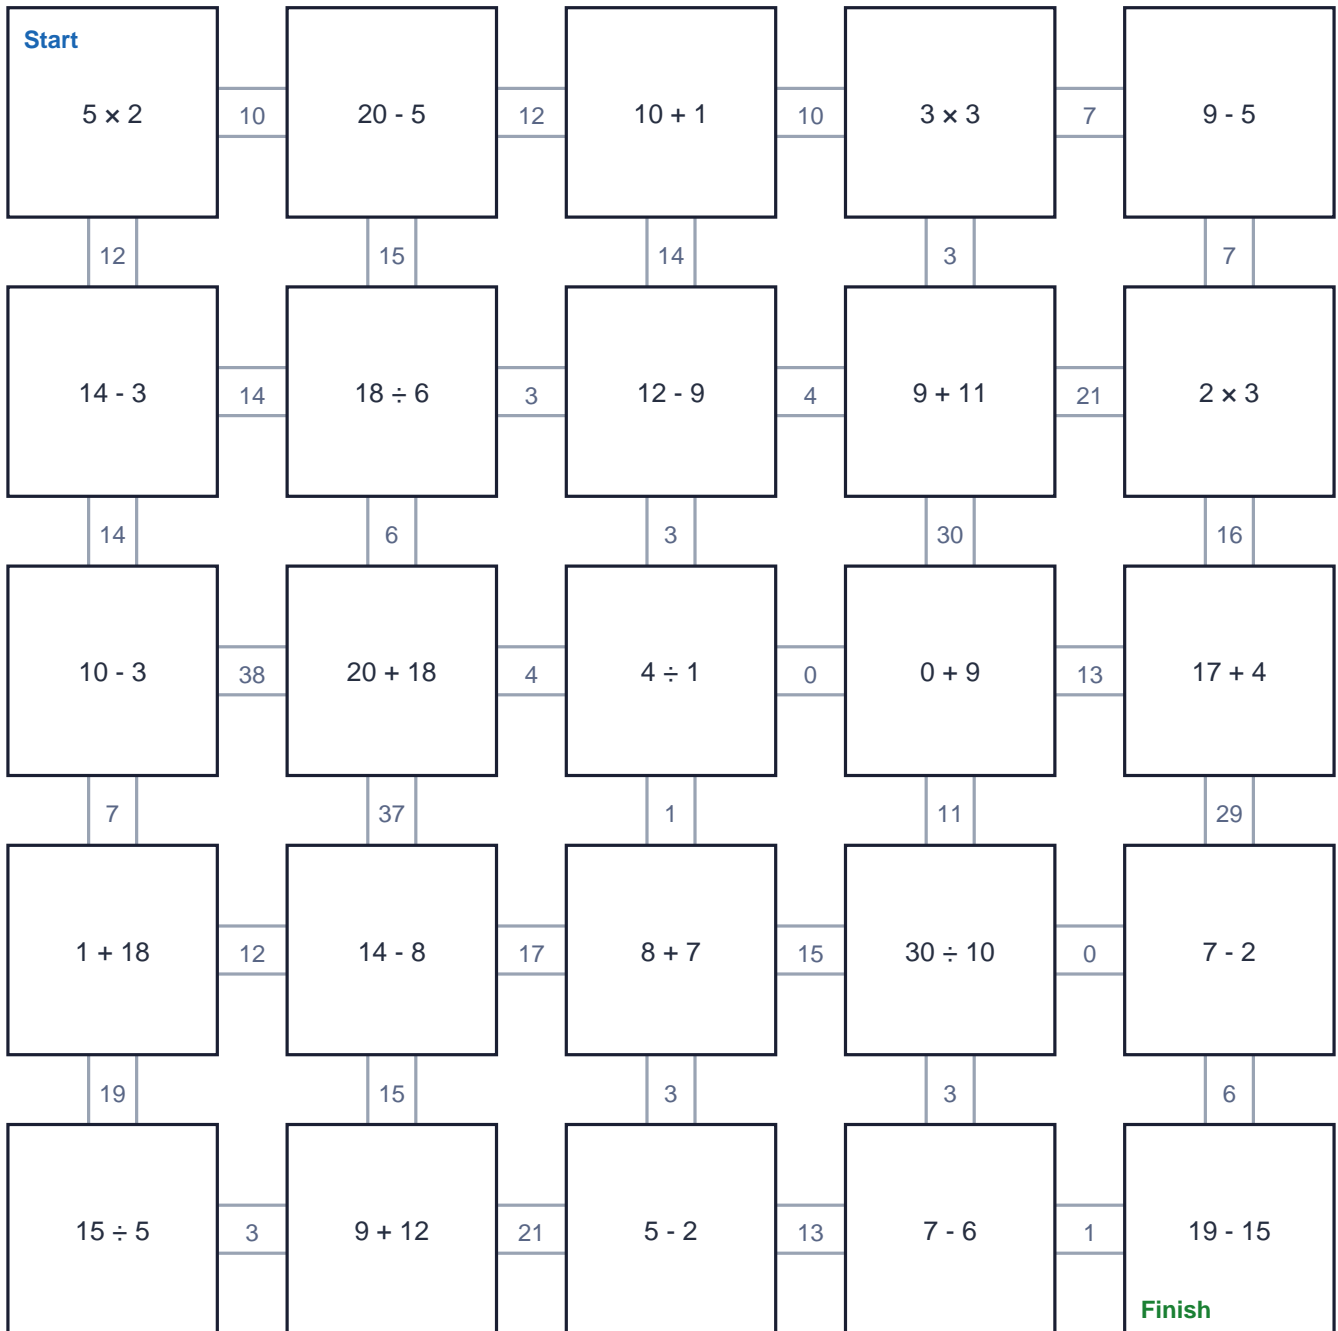 Start
5 × 2 10 20 - 5 12 10 + 1 10 3 × 3 7 9 - 5
12 15 14 3 7
14 - 3 14 18 ÷ 6 3 12 - 9 4 9 + 11 21 2 × 3
14 6 3 30 16
10 - 3 38 20 + 18 4 4 ÷ 1 0 0 + 9 13 17 + 4
7 37 1 11 29
1 + 18 12 14 - 8 17 8 + 7 15 30 ÷ 10 0 7 - 2
19 15 3 3 6
15 ÷ 5 3 9 + 12 21 5 - 2 13 7 - 6 1 19 - 15
Finish